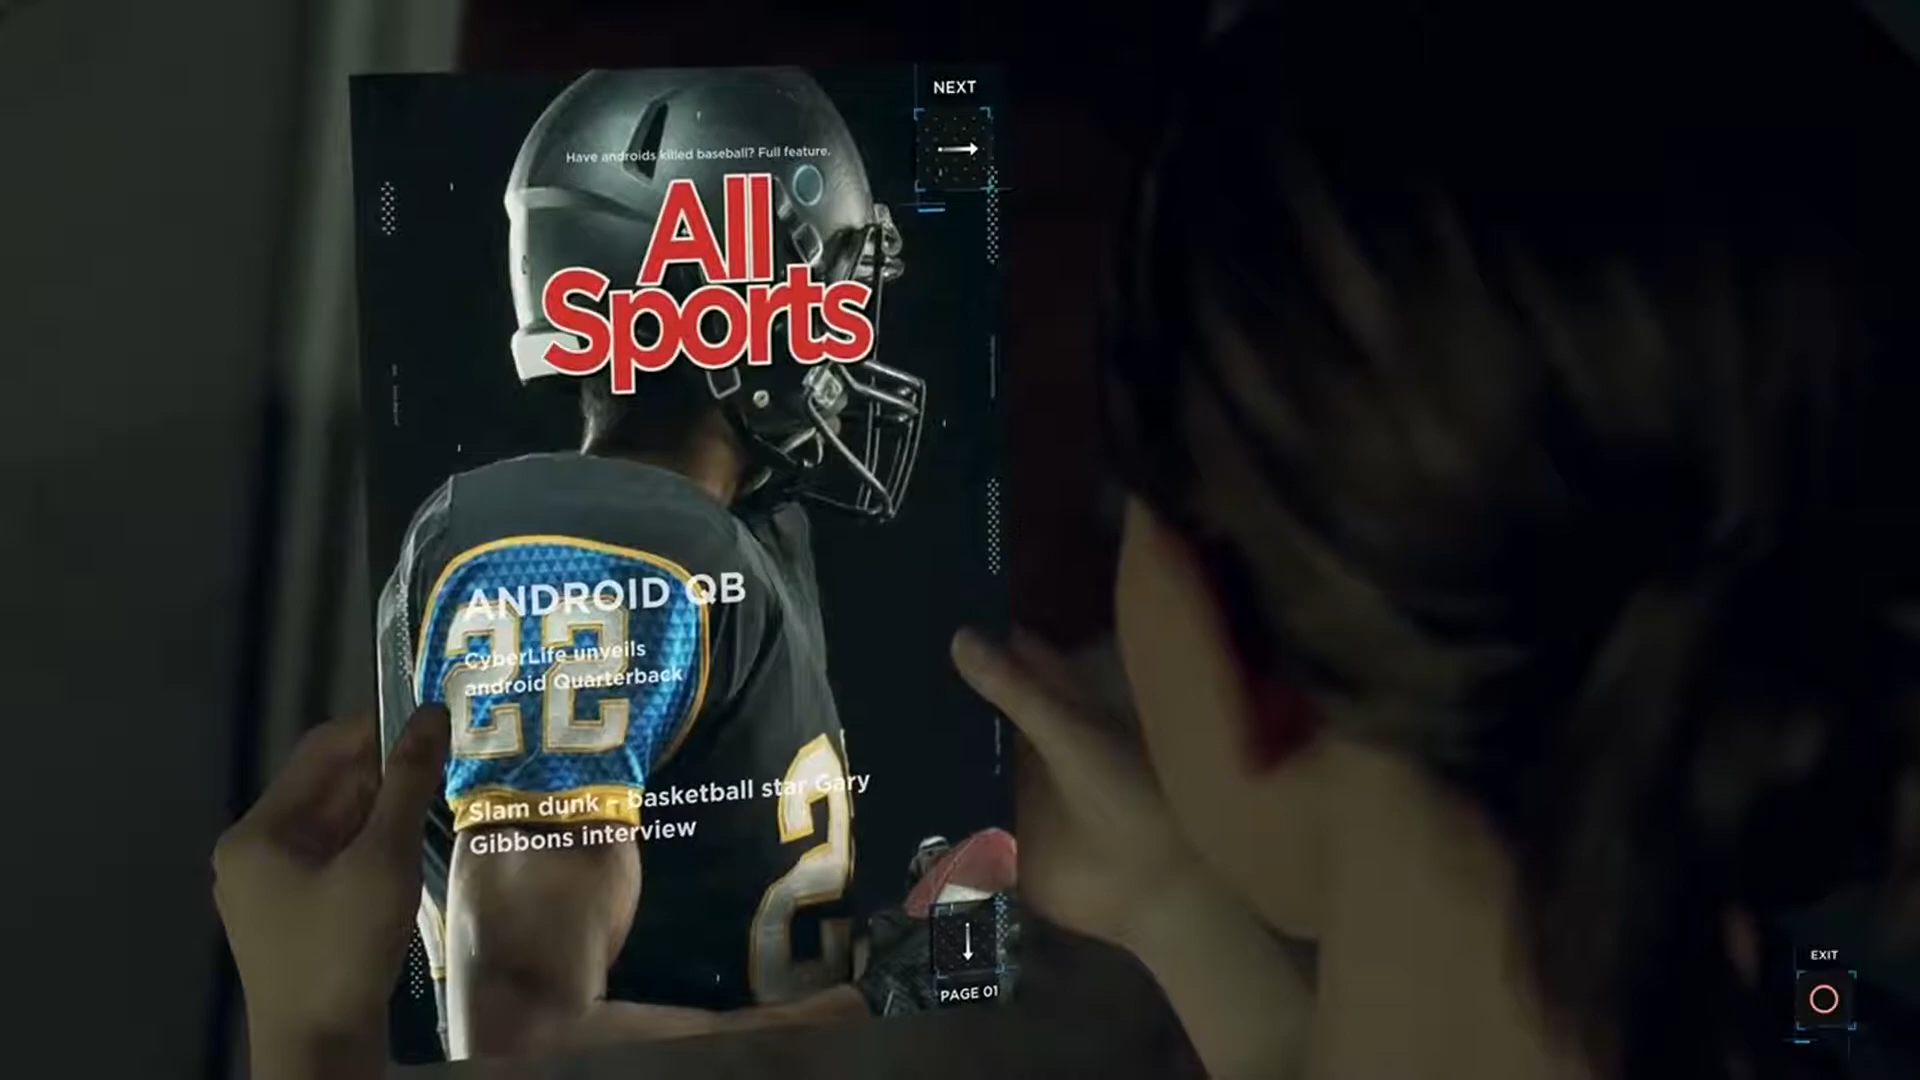 NEXT
Have androids killed baseball? Full feature.
All
Sports
ANDROID QB
22
CyberLife unveils
android Quarterback
Slam dunk - basketball star Gary
Gibbons interview
2
PAGE 01
EXIT